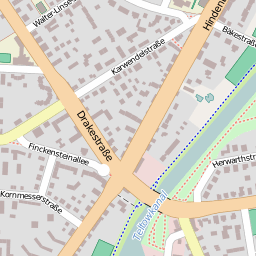 Walter-Linse
Karwendelstraße
Hinden
Bäkestraße
Drakestraße
Finckensteinallee
Kornmesserstraße
Teltowkanal
Herwarthstr